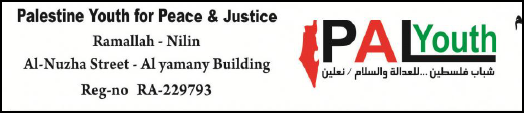 Palestine Youth for Peace & Justice
Ramallah - Nilin
Al-Nuzha Street - Al yamany Building
Reg-no RA-229793
PAL Youth
شباب فلسطين ...للعدالة والسلام / نعلين